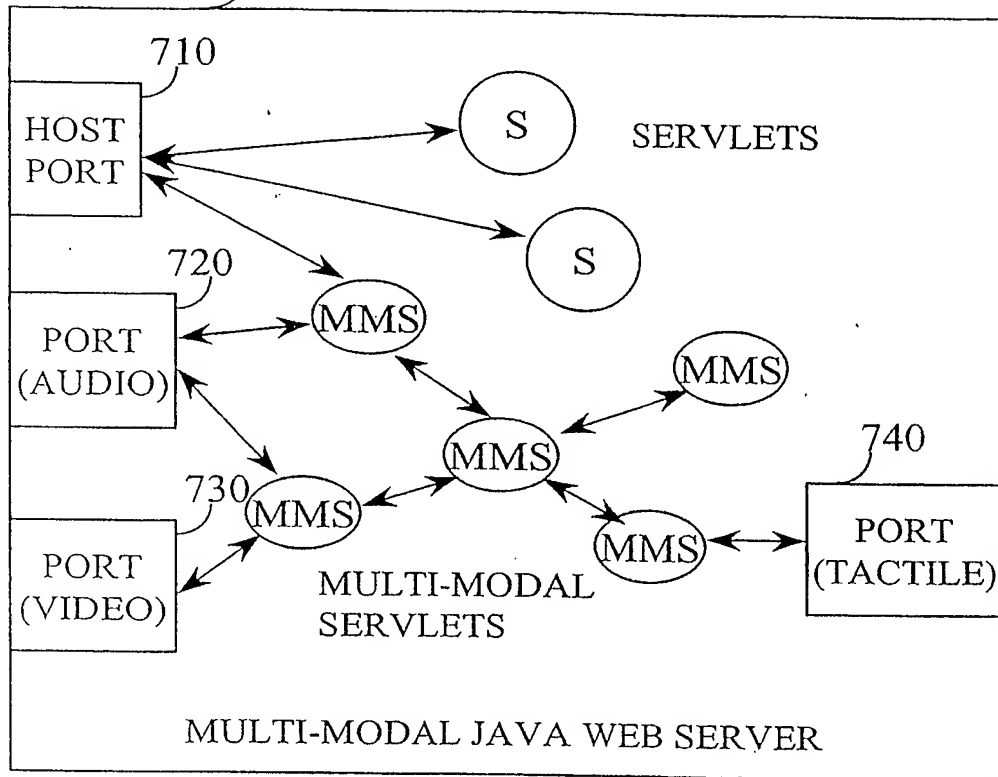 710
HOST
PORT
S
SERVLETS
S
720
PORT
(AUDIO)
MMS
MMS
MMS
740
730
MMS
PORT
(VIDEO)
MMS
PORT
(TACTILE)
MULTI-MODAL
SERVLETS
MULTI-MODAL JAVA WEB SERVER